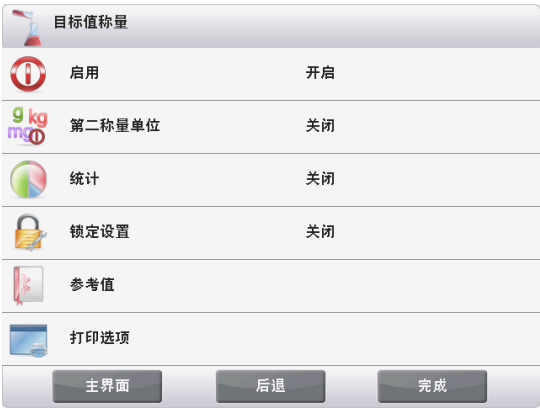 目标值称量
启用 开启
g kg mg
第二称量单位 关闭
统计 关闭
锁定设置 关闭
参考值
打印选项
主界面 后退 完成